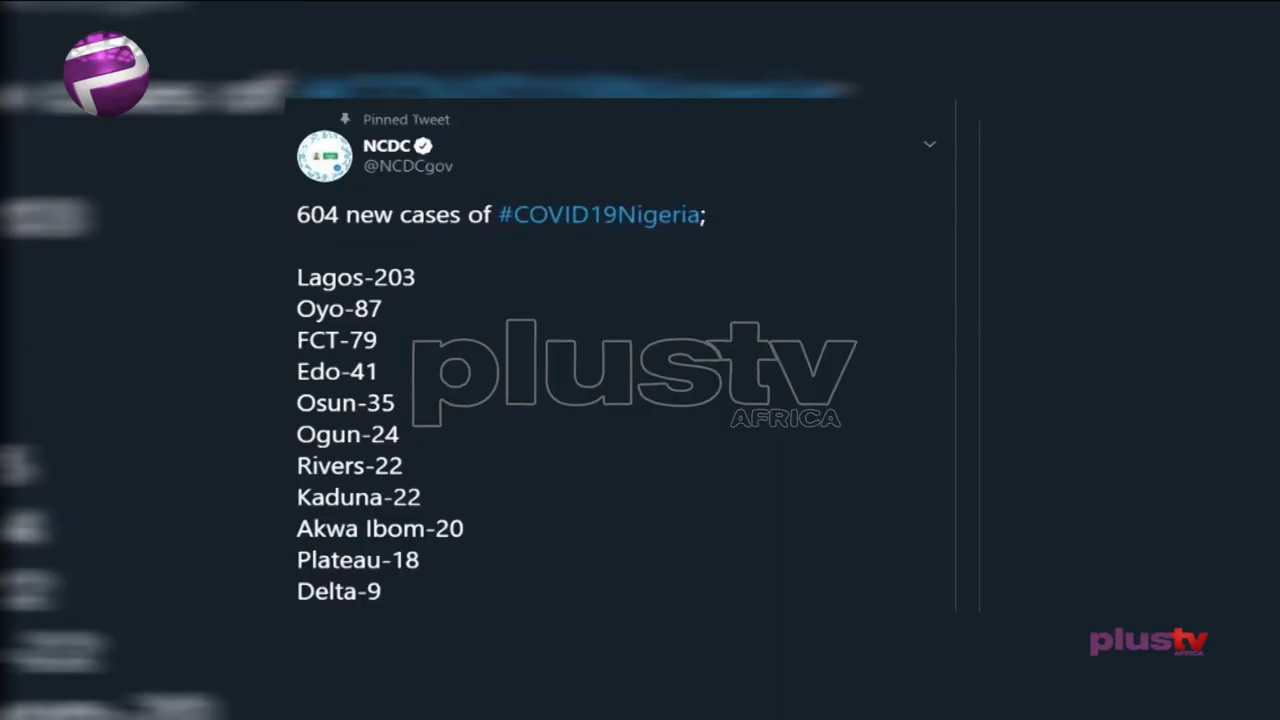 Pinned Tweet
NCDC
@NCDCgov
604 new cases of #COVID19Nigeria;
Lagos-203
Oyo-87
FCT-79
Edo-41
Osun-35
Ogun-24
Rivers-22
Kaduna-22
Akwa Ibom-20
Plateau-18
Delta-9
plustv
AFRICA
plustv
AFRICA